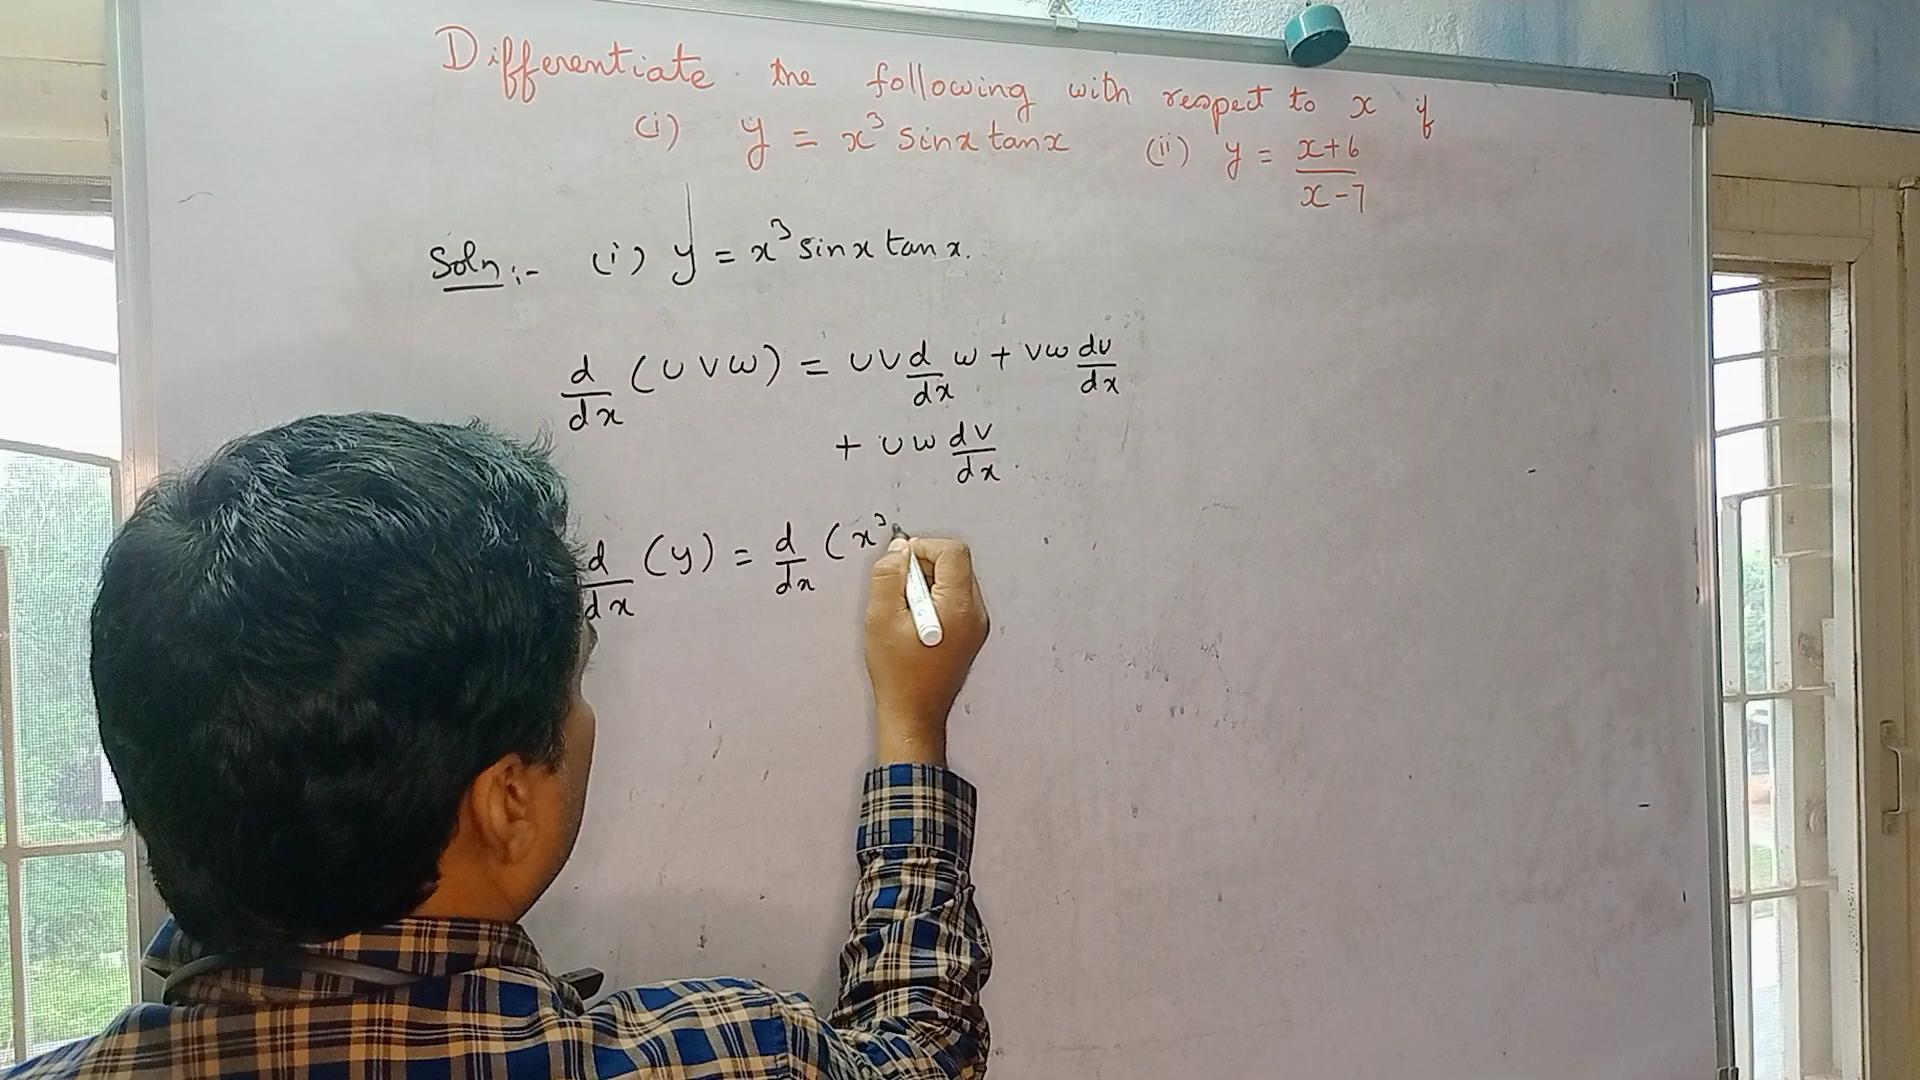 Differentiate the following with respect to x if
(i) y = x³ sinx tanx (ii) y = x+6 / x-7
Soln:- (i) y = x³ sinx tan x.
d/dx (UVW) = UV d/dx W + VW dU/dx
+ UW dV/dx.
d/dx (y) = d/dx (x³